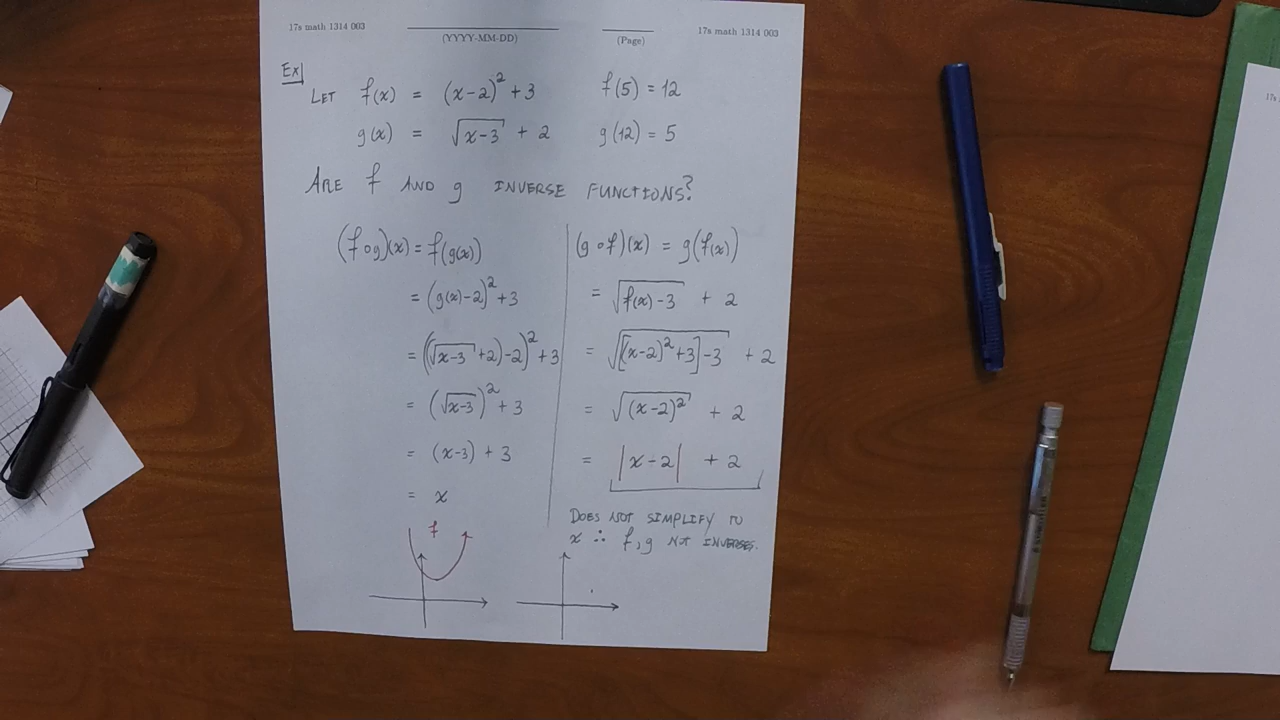 17s math 1314 003
(YYYY-MM-DD)
(Page)
17s math 1314 003
Ex
LET f(x) = (x-2)² + 3
f(5) = 12
g(x) = √(x-3) + 2
g(12) = 5
ARE f AND g INVERSE FUNCTIONS?
(f∘g)(x) = f(g(x))
= (g(x)-2)² + 3
= ((√(x-3) + 2) - 2)² + 3
= (√(x-3))² + 3
= (x-3) + 3
= x
f
(g∘f)(x) = g(f(x))
= √(f(x)-3) + 2
= √([(x-2)² + 3] - 3) + 2
= √((x-2)²) + 2
= |x-2| + 2
DOES NOT SIMPLIFY TO
x ∴ f, g NOT INVERSES.